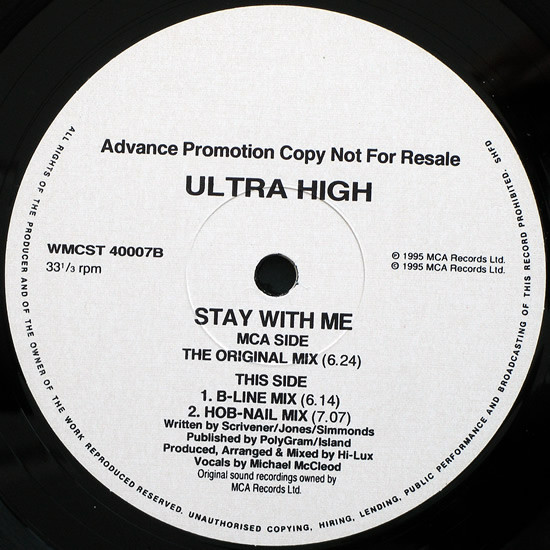 Advance Promotion Copy Not For Resale
ULTRA HIGH
WMCST 40007B
33¹/₃ rpm
℗ 1995 MCA Records Ltd.
© 1995 MCA Records Ltd.
STAY WITH ME
MCA SIDE
THE ORIGINAL MIX (6.24)
THIS SIDE
1. B-LINE MIX (6.14)
2. HOB-NAIL MIX (7.07)
Written by Scrivener/Jones/Simmonds
Published by PolyGram/Island
Produced, Arranged & Mixed by Hi-Lux
Vocals by Michael McCleod
Original sound recordings owned by
MCA Records Ltd.
ALL RIGHTS OF THE PRODUCER AND OF THE OWNER OF THE WORK REPRODUCED RESERVED. UNAUTHORISED COPYING, HIRING, LENDING, PUBLIC PERFORMANCE AND BROADCASTING OF THIS RECORD PROHIBITED. SNFD